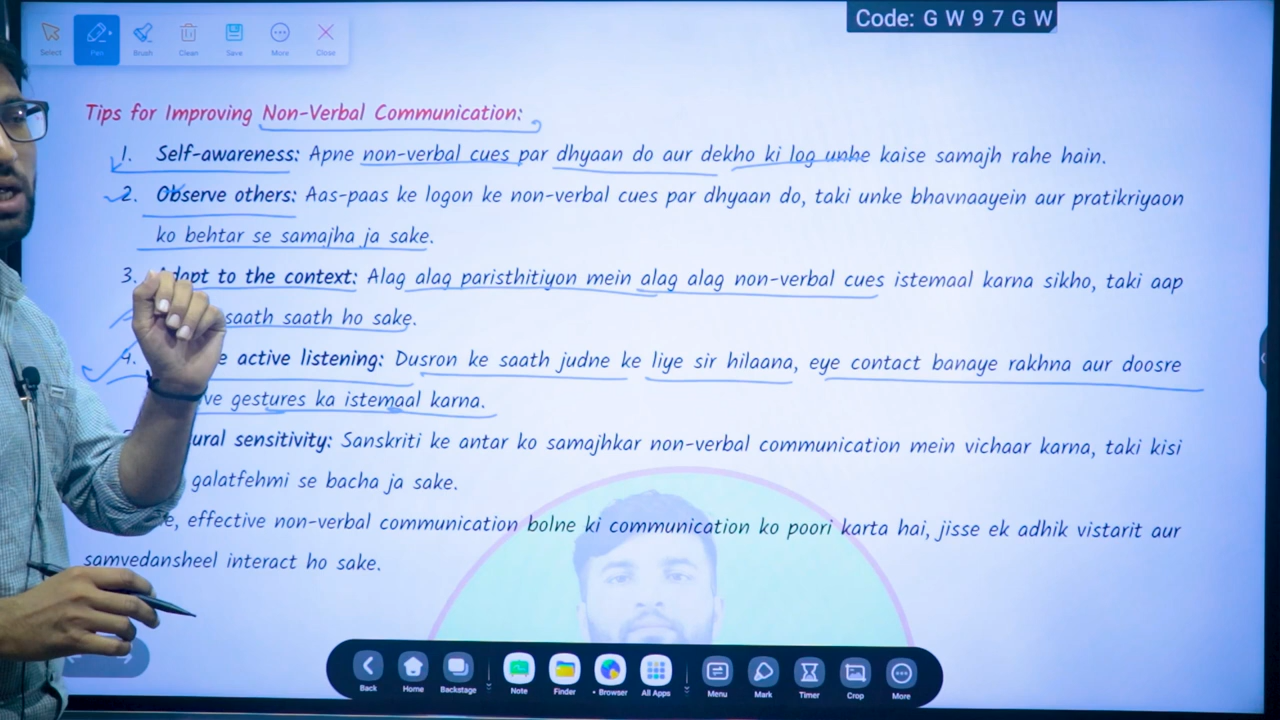 Code: G W 9 7 G W
Select Pen Brush Clean Save More Close
Tips for Improving Non-Verbal Communication:
1. Self-awareness: Apne non-verbal cues par dhyaan do aur dekho ki log unhe kaise samajh rahe hain.
2. Observe others: Aas-paas ke logon ke non-verbal cues par dhyaan do, taki unke bhavnaayein aur pratikriyaon
ko behtar se samajha ja sake.
3. Adapt to the context: Alag alag paristhitiyon mein alag alag non-verbal cues istemaal karna sikho, taki aap
saath saath ho sake.
4. active listening: Dusron ke saath judne ke liye sir hilaana, eye contact banaye rakhna aur doosre
gestures ka istemaal karna.
sensitivity: Sanskriti ke antar ko samajhkar non-verbal communication mein vichaar karna, taki kisi
galatfehmi se bacha ja sake.
effective non-verbal communication bolne ki communication ko poori karta hai, jisse ek adhik vistarit aur
samvedansheel interact ho sake.
Back Home Backstage Note Finder Browser All Apps Menu Mark Timer Crop More